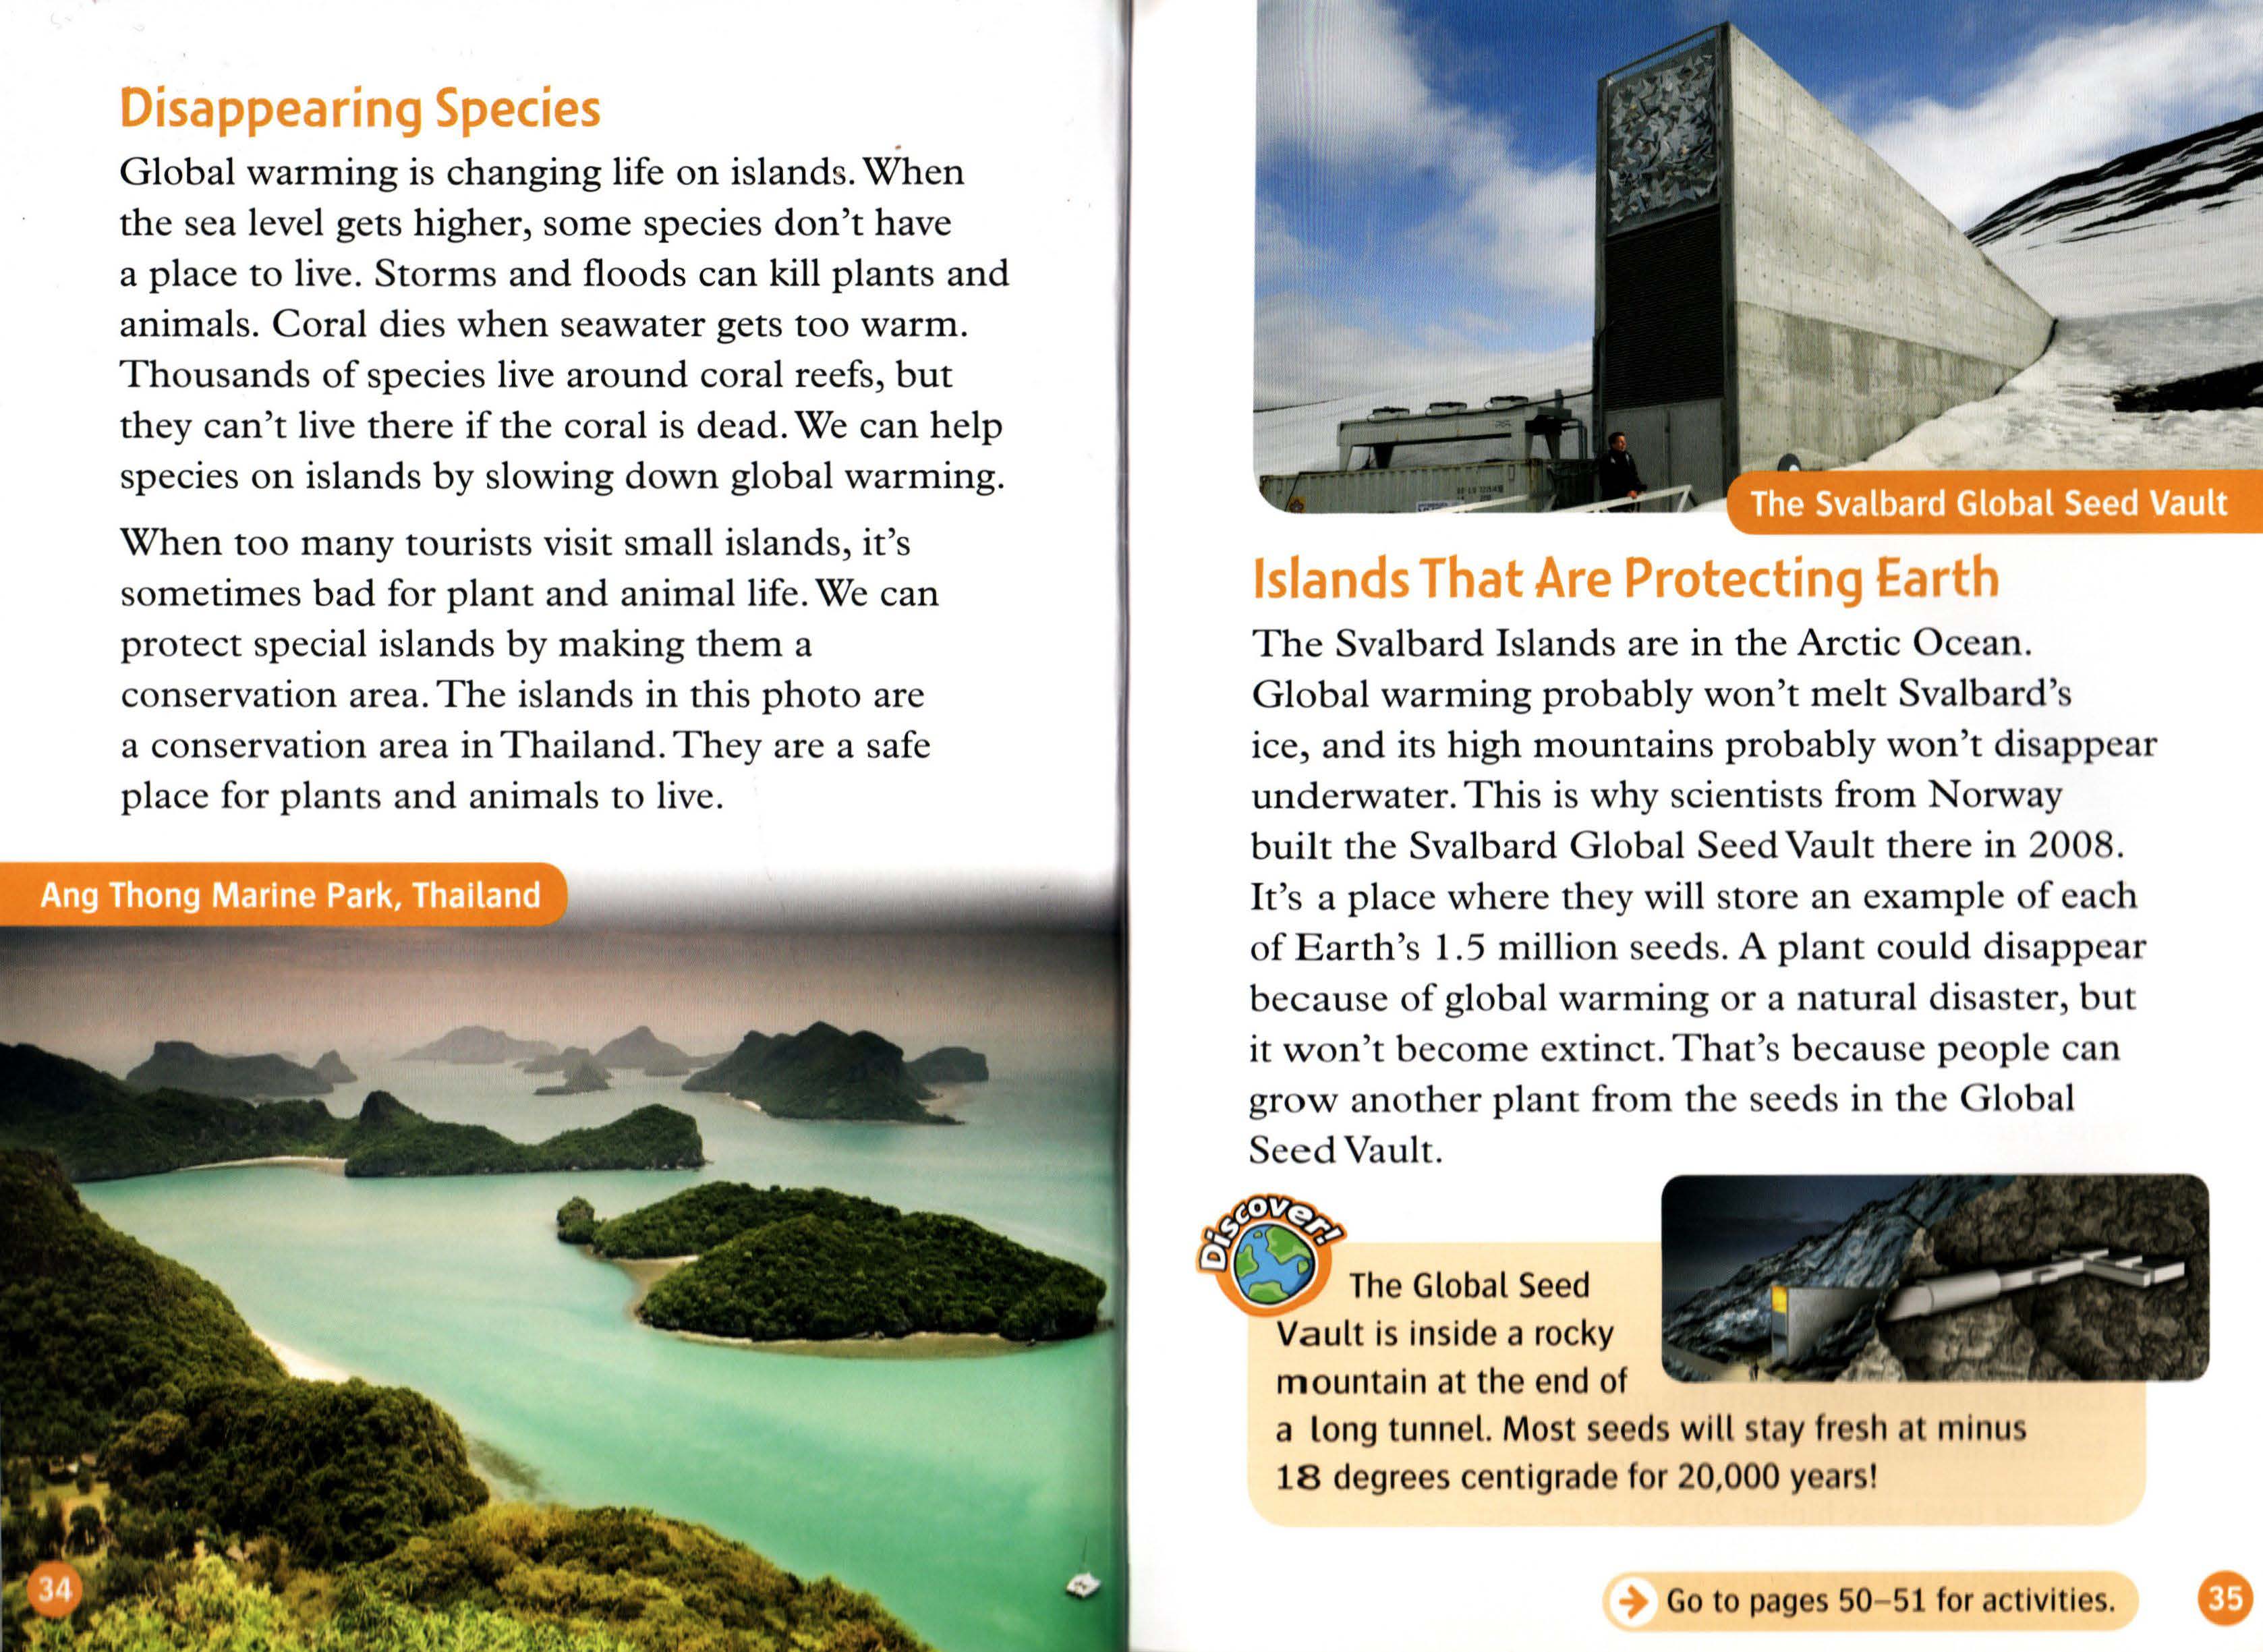 Disappearing Species
Global warming is changing life on islands. When
the sea level gets higher, some species don't have
a place to live. Storms and floods can kill plants and
animals. Coral dies when seawater gets too warm.
Thousands of species live around coral reefs, but
they can't live there if the coral is dead. We can help
species on islands by slowing down global warming.
When too many tourists visit small islands, it's
sometimes bad for plant and animal life. We can
protect special islands by making them a
conservation area. The islands in this photo are
a conservation area in Thailand. They are a safe
place for plants and animals to live.
Ang Thong Marine Park, Thailand
34
The Svalbard Global Seed Vault
Islands That Are Protecting Earth
The Svalbard Islands are in the Arctic Ocean.
Global warming probably won't melt Svalbard's
ice, and its high mountains probably won't disappear
underwater. This is why scientists from Norway
built the Svalbard Global Seed Vault there in 2008.
It's a place where they will store an example of each
of Earth's 1.5 million seeds. A plant could disappear
because of global warming or a natural disaster, but
it won't become extinct. That's because people can
grow another plant from the seeds in the Global
Seed Vault.
Discover!
The Global Seed
Vault is inside a rocky
mountain at the end of
a long tunnel. Most seeds will stay fresh at minus
18 degrees centigrade for 20,000 years!
Go to pages 50–51 for activities.
35